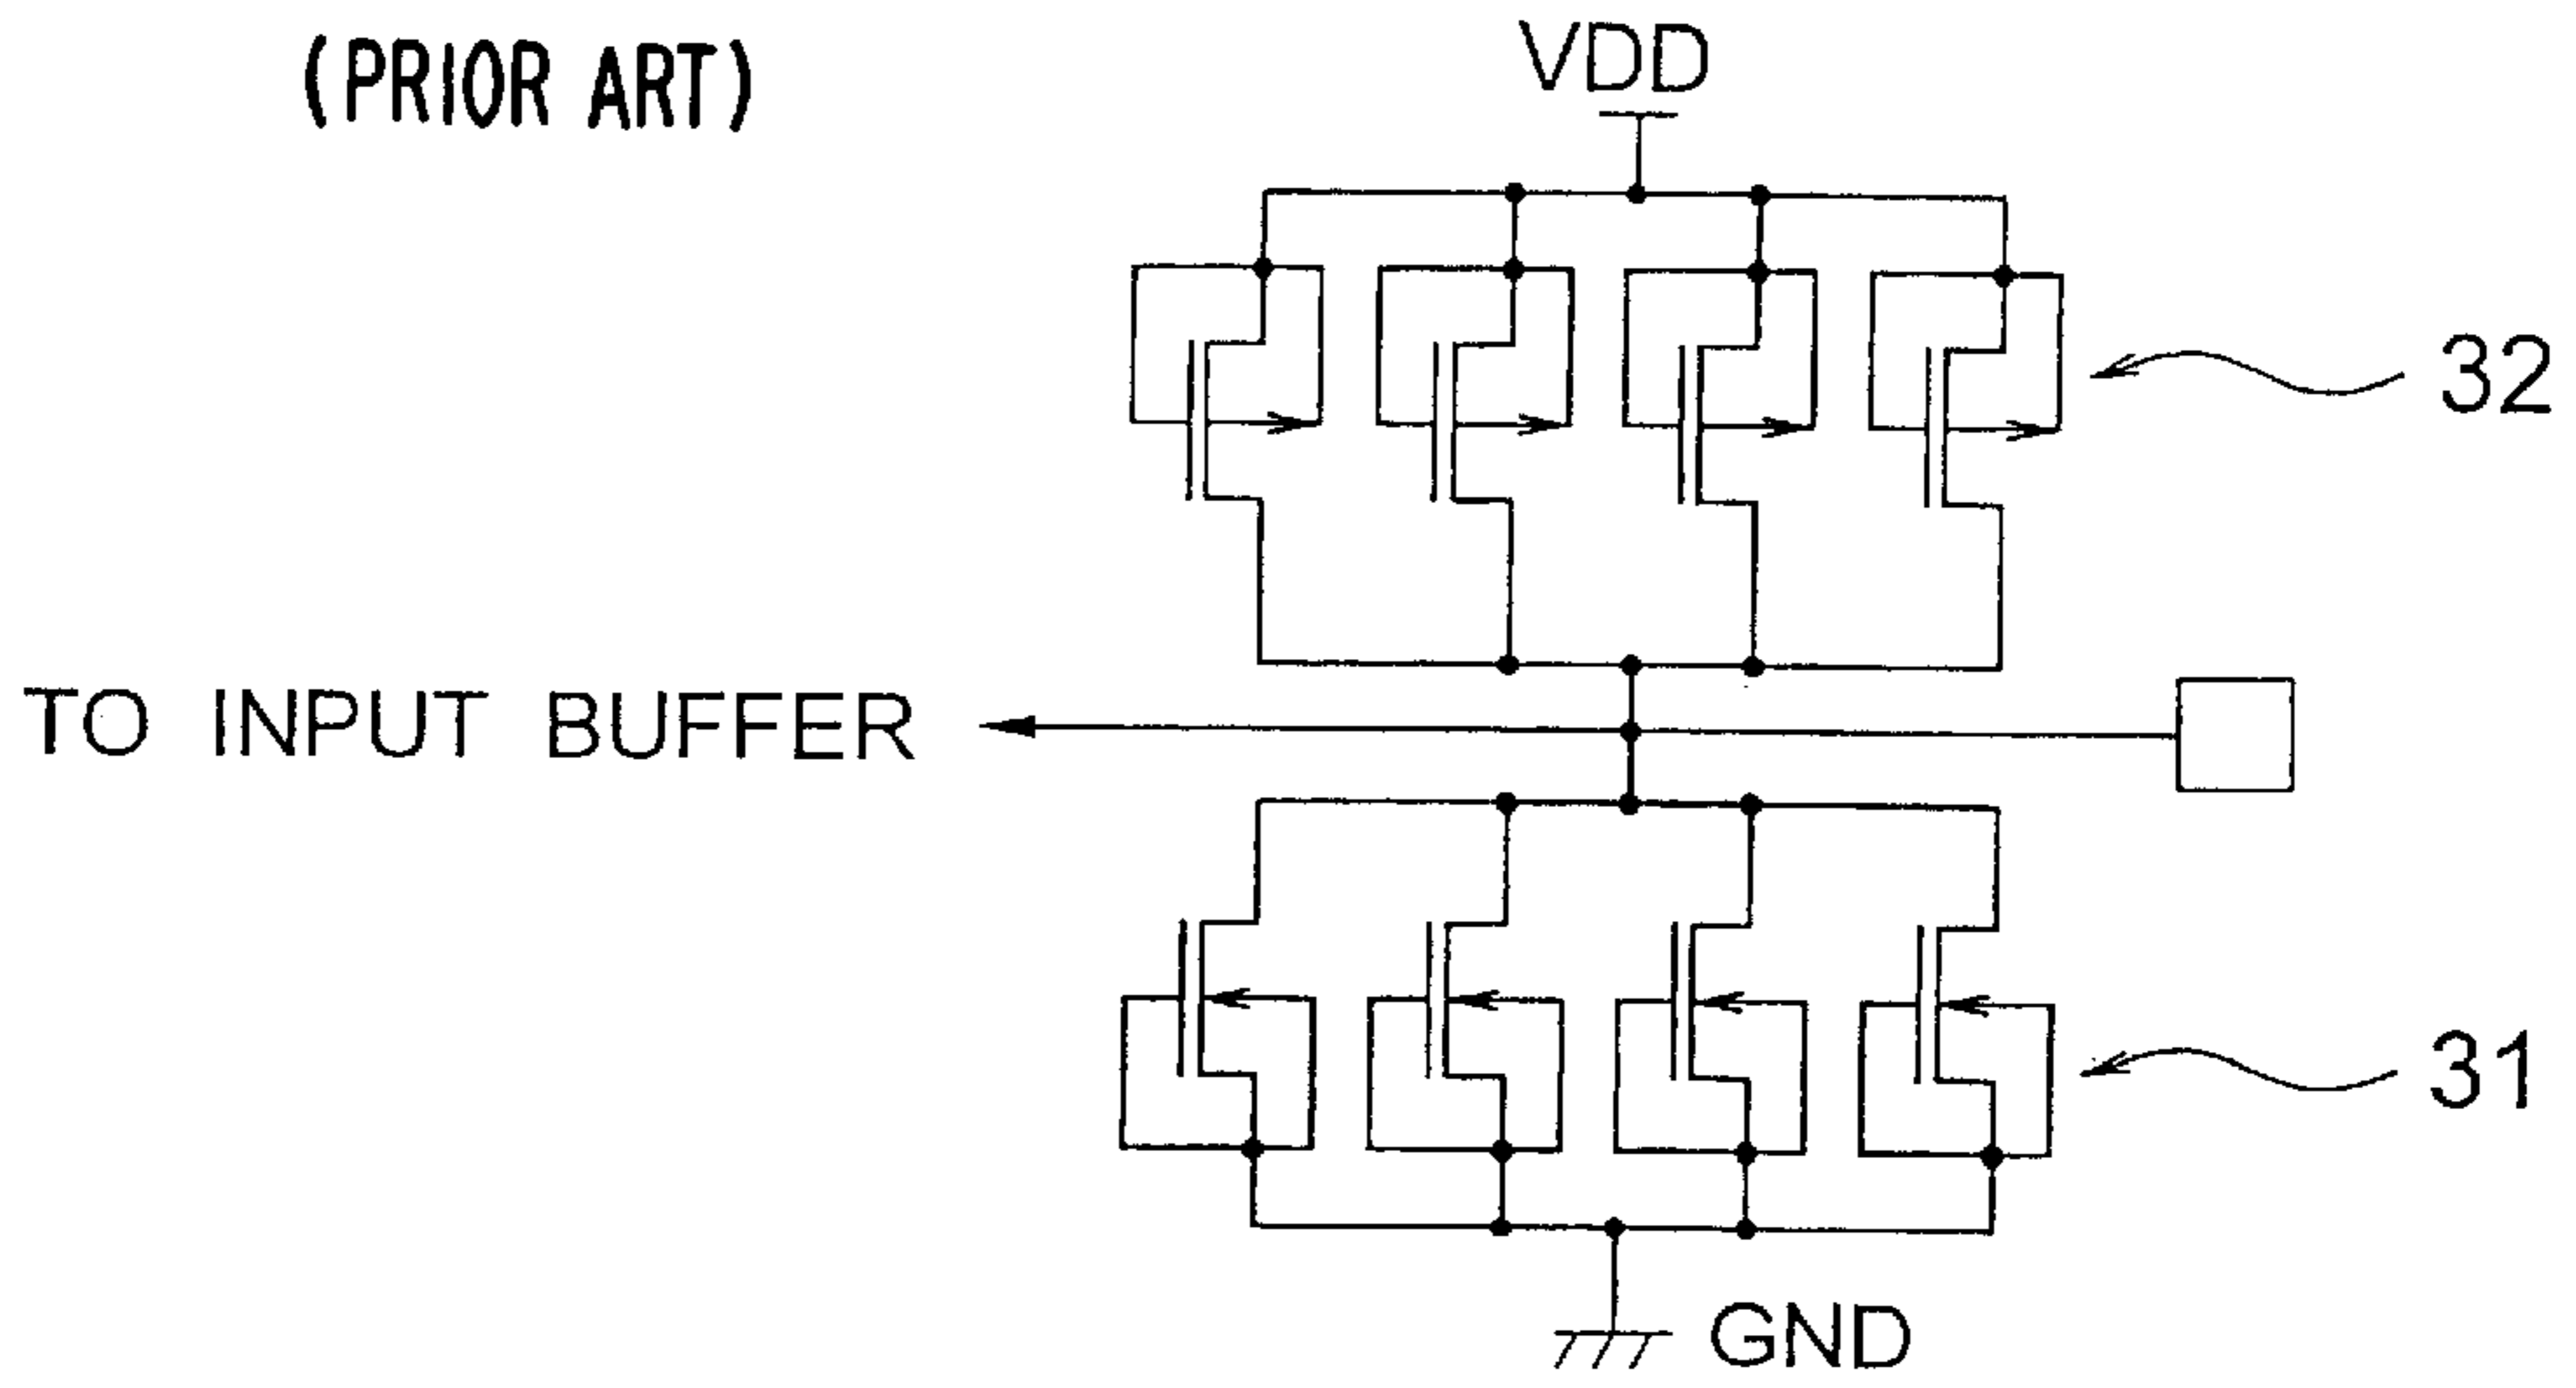 (PRIOR ART)
VDD
32
TO INPUT BUFFER
31
GND